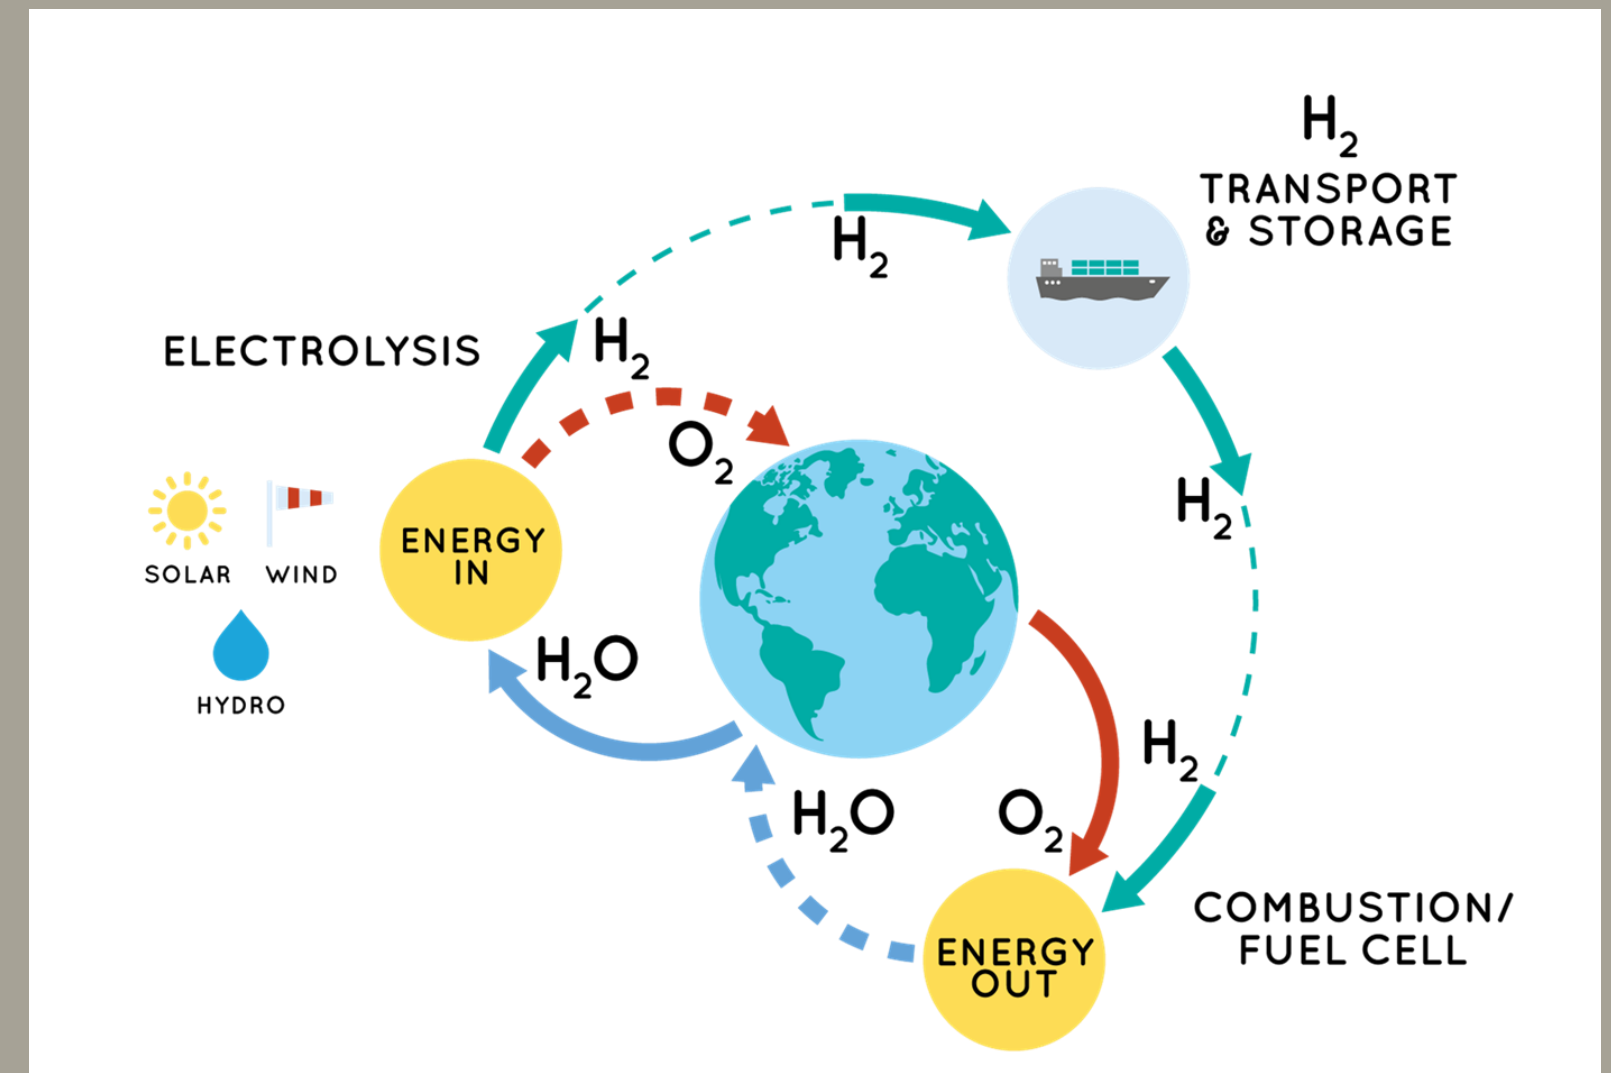 H2
TRANSPORT
& STORAGE
H2
ELECTROLYSIS
H2
O2
SOLAR
WIND
HYDRO
ENERGY
IN
H2O
H2
H2
H2O
O2
ENERGY
OUT
COMBUSTION/
FUEL CELL